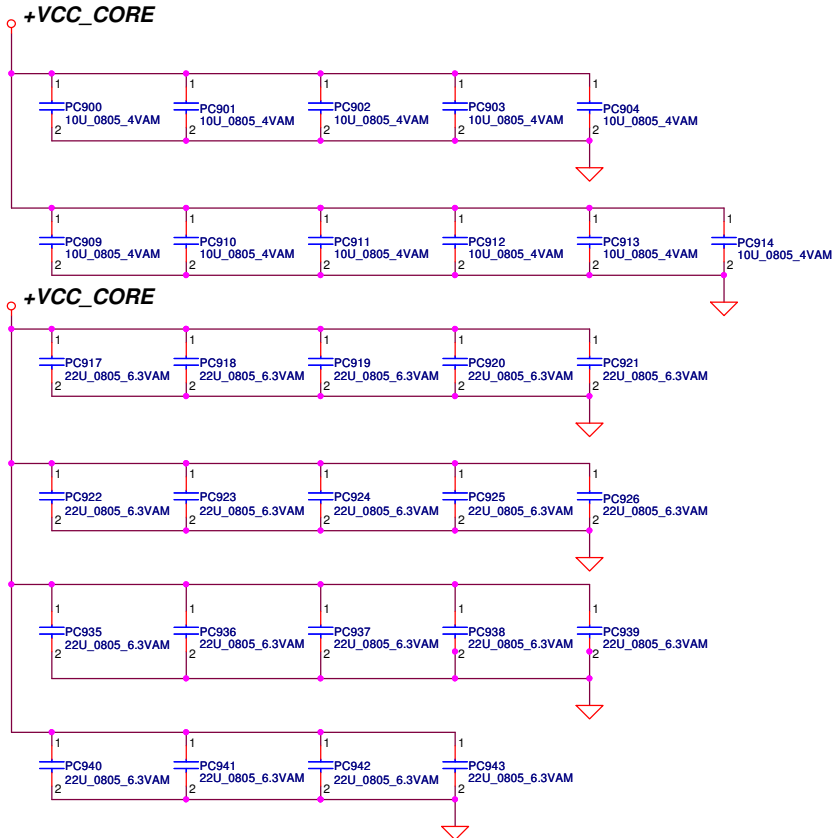 +VCC_CORE
1 1 1 1 1
PC900 PC901 PC902 PC903 PC904
10U_0805_4VAM 10U_0805_4VAM 10U_0805_4VAM 10U_0805_4VAM 10U_0805_4VAM
2 2 2 2 2
1 1 1 1 1 1
PC909 PC910 PC911 PC912 PC913 PC914
10U_0805_4VAM 10U_0805_4VAM 10U_0805_4VAM 10U_0805_4VAM 10U_0805_4VAM 10U_0805_4VAM
2 2 2 2 2 2
+VCC_CORE
1 1 1 1 1
PC917 PC918 PC919 PC920 PC921
22U_0805_6.3VAM 22U_0805_6.3VAM 22U_0805_6.3VAM 22U_0805_6.3VAM 22U_0805_6.3VAM
2 2 2 2 2
1 1 1 1 1
PC922 PC923 PC924 PC925 PC926
22U_0805_6.3VAM 22U_0805_6.3VAM 22U_0805_6.3VAM 22U_0805_6.3VAM 22U_0805_6.3VAM
2 2 2 2 2
1 1 1 1 1
PC935 PC936 PC937 PC938 PC939
22U_0805_6.3VAM 22U_0805_6.3VAM 22U_0805_6.3VAM 22U_0805_6.3VAM 22U_0805_6.3VAM
2 2 2 2 2
1 1 1 1
PC940 PC941 PC942 PC943
22U_0805_6.3VAM 22U_0805_6.3VAM 22U_0805_6.3VAM 22U_0805_6.3VAM
2 2 2 2